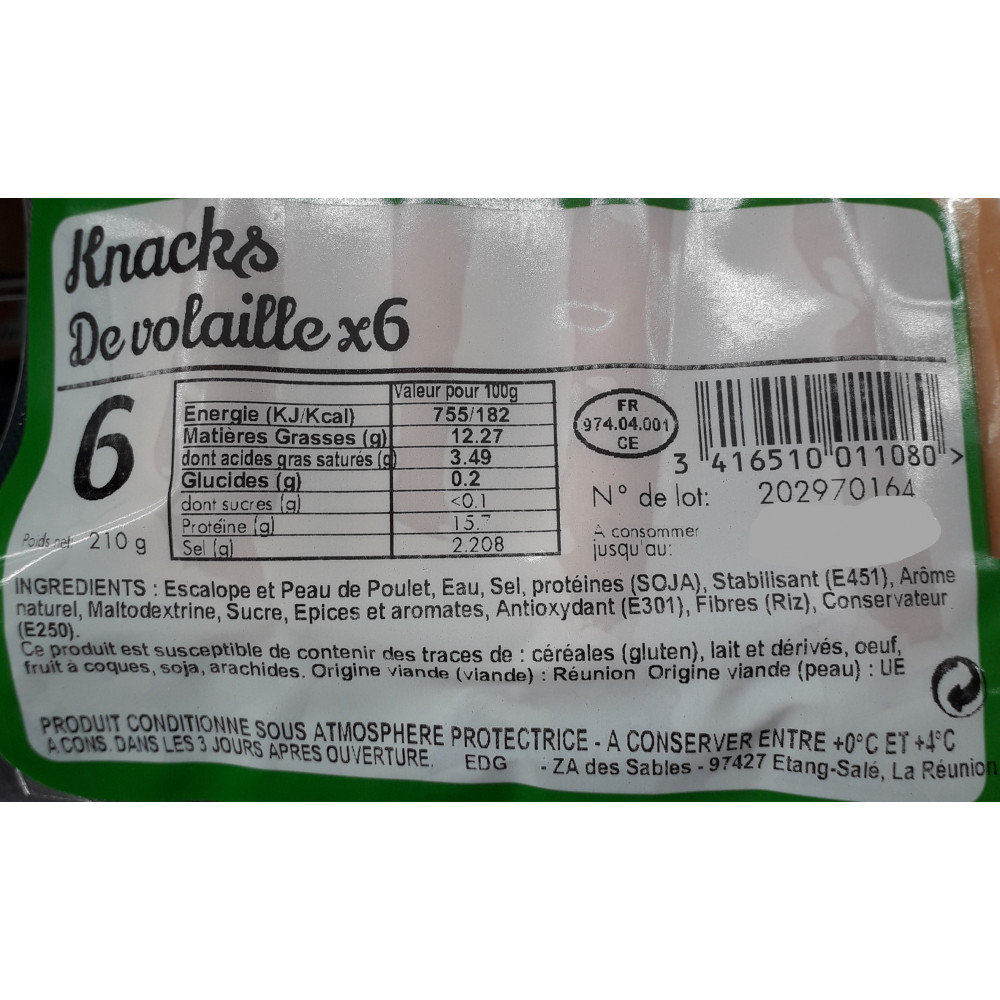 Knacks
De volaille x6
6
Poids net 210 g
Valeur pour 100g
Energie (KJ/Kcal) 755/182
Matières Grasses (g) 12.27
dont acides gras saturés (g) 3.49
Glucides (g) 0.2
dont sucres (g) <0.1
Protéine (g) 15.7
Sel (g) 2.208
FR
974.04.001
CE
3 416510 011080 >
N° de lot: 202970164
A consommer
jusqu'au:
INGREDIENTS : Escalope et Peau de Poulet, Eau, Sel, protéines (SOJA), Stabilisant (E451), Arôme
naturel, Maltodextrine, Sucre, Epices et aromates, Antioxydant (E301), Fibres (Riz), Conservateur
(E250).
Ce produit est susceptible de contenir des traces de : céréales (gluten), lait et dérivés, oeuf,
fruit à coques, soja, arachides. Origine viande (viande) : Réunion Origine viande (peau) : UE
PRODUIT CONDITIONNE SOUS ATMOSPHERE PROTECTRICE - A CONSERVER ENTRE +0°C ET +4°C
A CONS. DANS LES 3 JOURS APRES OUVERTURE. EDG - ZA des Sables - 97427 Etang-Salé, La Réunion